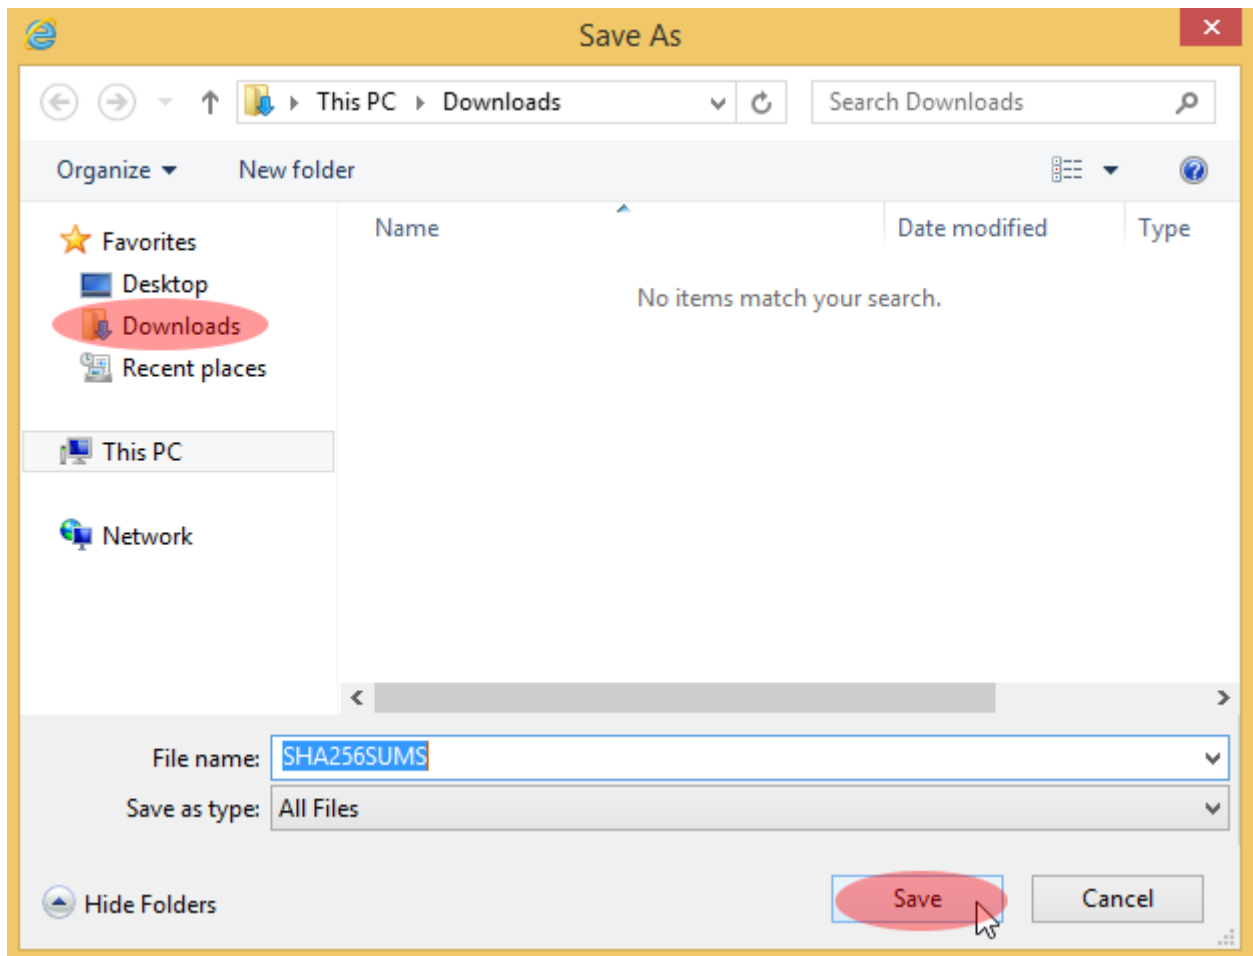 Save As
This PC Downloads
Search Downloads
Organize
New folder
Name
Date modified
Type
Favorites
Desktop
Downloads
Recent places
This PC
Network
No items match your search.
File name: SHA256SUMS
Save as type: All Files
Hide Folders
Save
Cancel